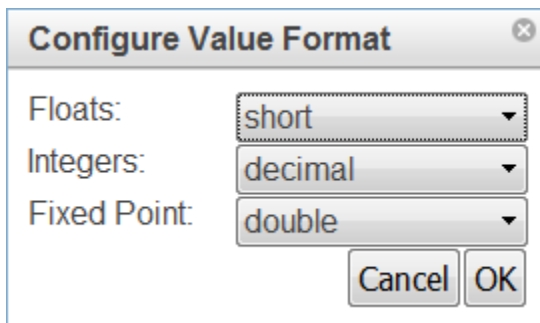 Configure Value Format
Floats: short
Integers: decimal
Fixed Point: double
Cancel OK